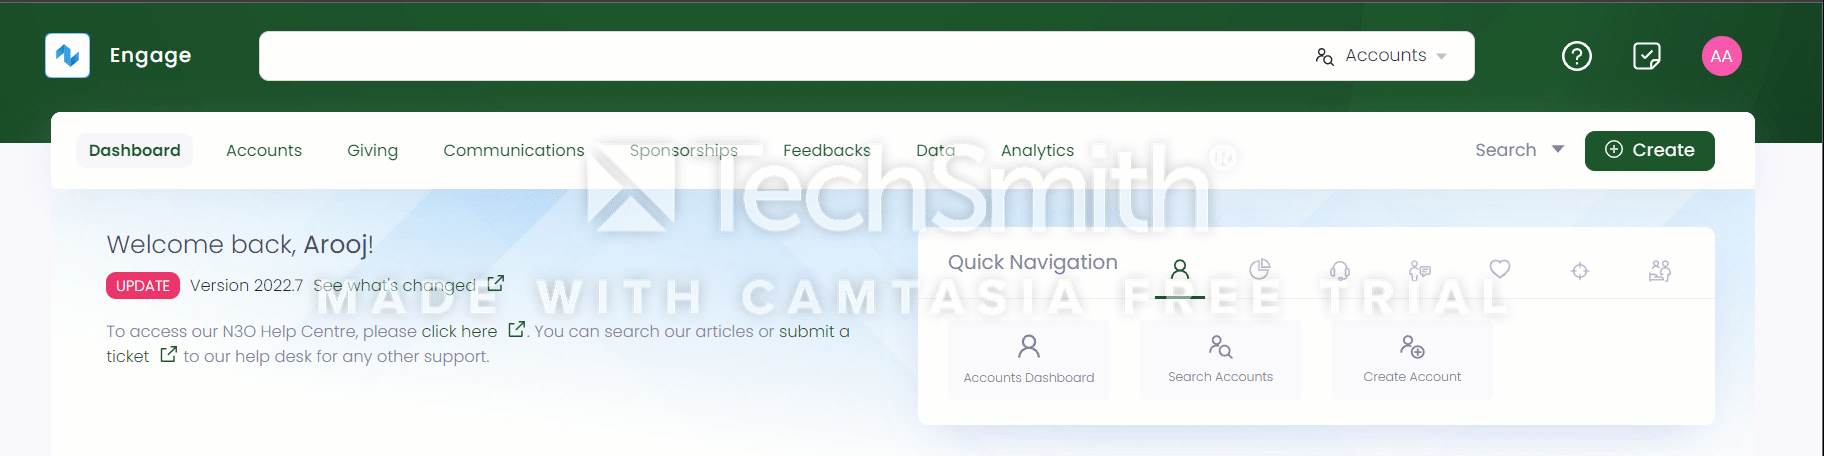 Engage
Accounts
AA
Dashboard Accounts Giving Communications Sponsorships Feedbacks Data Analytics Search Create
TechSmith®
Welcome back, Arooj!
UPDATE Version 2022.7 See what's changed
MADE WITH CAMTASIA FREE TRIAL
To access our N3O Help Centre, please click here . You can search our articles or submit a
ticket to our help desk for any other support.
Quick Navigation
Accounts Dashboard Search Accounts Create Account